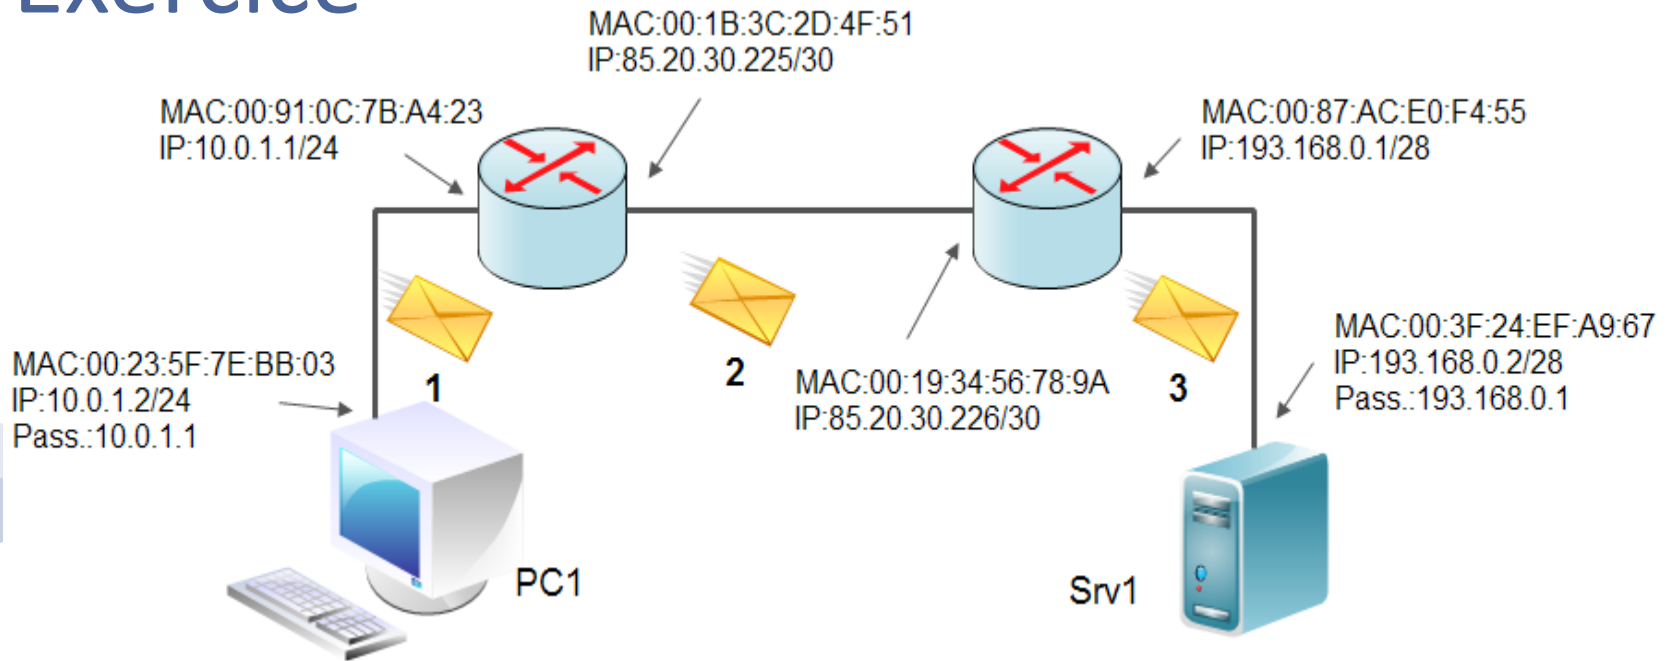 Exercice
MAC:00:1B:3C:2D:4F:51
IP:85.20.30.225/30
MAC:00:91:0C:7B:A4:23
IP:10.0.1.1/24
MAC:00:87:AC:E0:F4:55
IP:193.168.0.1/28
MAC:00:23:5F:7E:BB:03
IP:10.0.1.2/24
Pass.:10.0.1.1
1
2
MAC:00:19:34:56:78:9A
IP:85.20.30.226/30
3
MAC:00:3F:24:EF:A9:67
IP:193.168.0.2/28
Pass.:193.168.0.1
PC1
Srv1